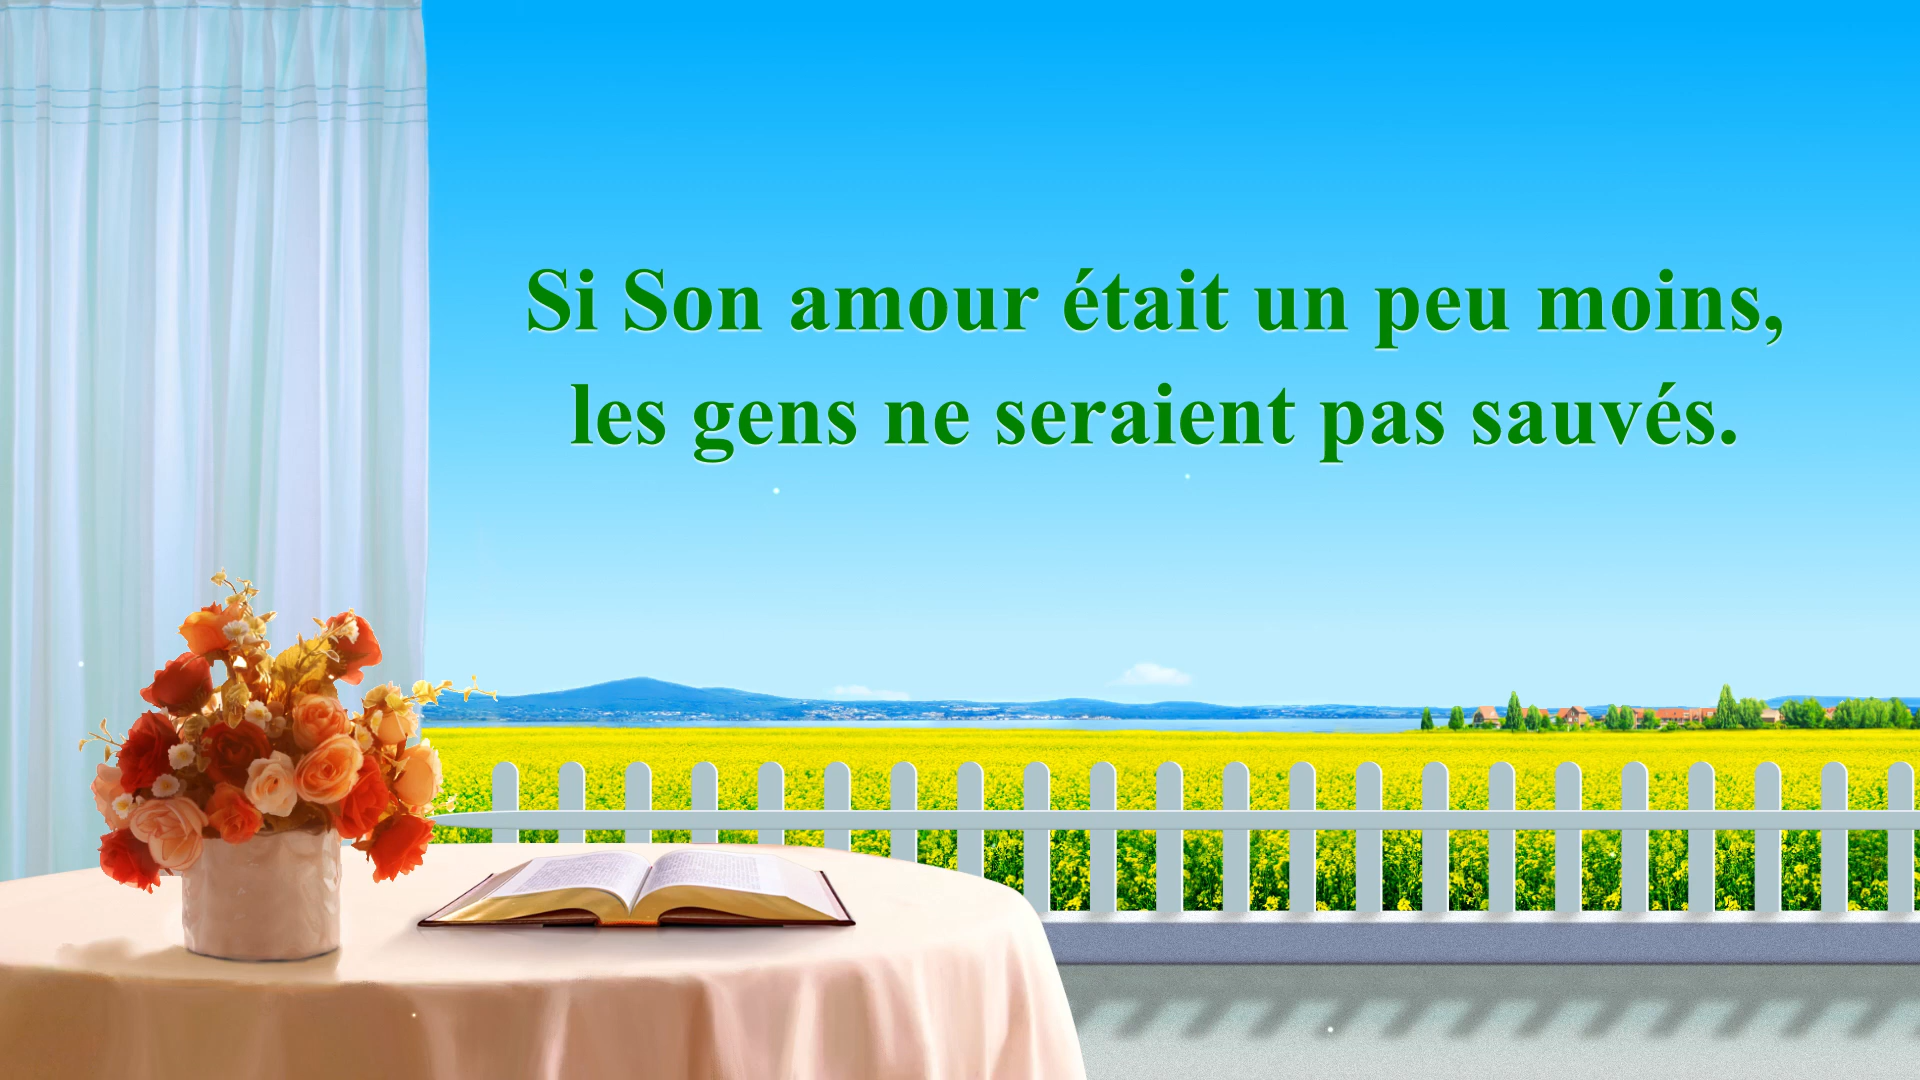 Si Son amour était un peu moins,
les gens ne seraient pas sauvés.